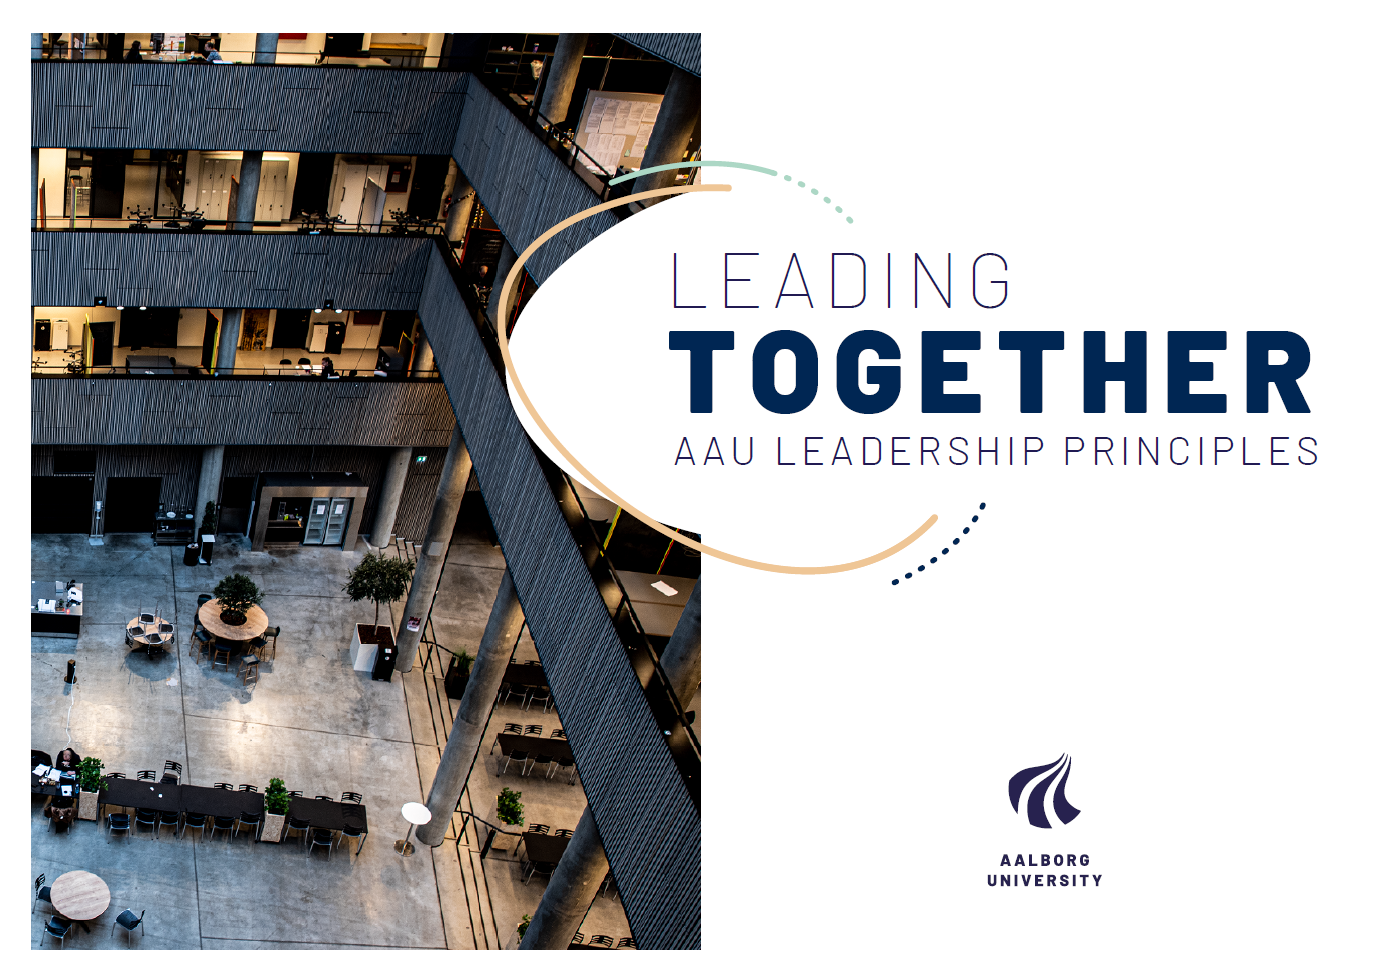 LEADING
TOGETHER
AAU LEADERSHIP PRINCIPLES
AALBORG
UNIVERSITY